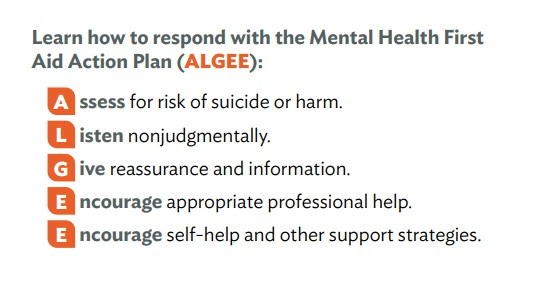 Learn how to respond with the Mental Health First
Aid Action Plan (ALGEE):
Assess for risk of suicide or harm.
Listen nonjudgmentally.
Give reassurance and information.
Encourage appropriate professional help.
Encourage self-help and other support strategies.